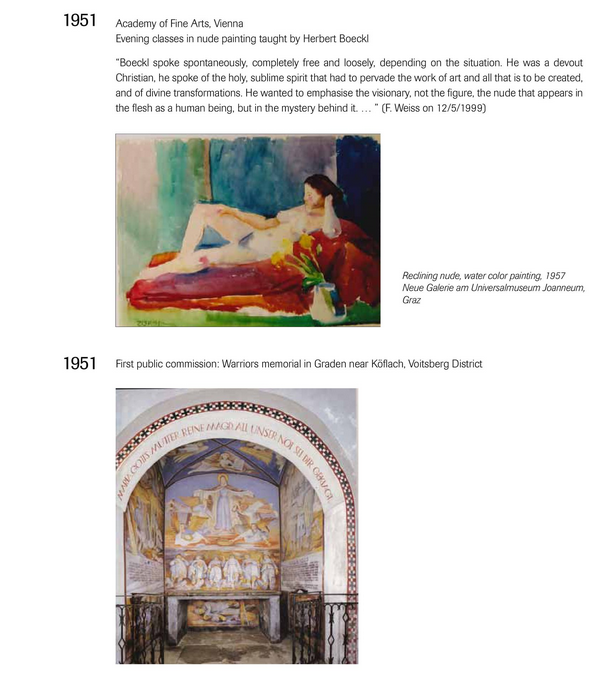 1951
Academy of Fine Arts, Vienna
Evening classes in nude painting taught by Herbert Boeckl
“Boeckl spoke spontaneously, completely free and loosely, depending on the situation. He was a devout
Christian, he spoke of the holy, sublime spirit that had to pervade the work of art and all that is to be created,
and of divine transformations. He wanted to emphasise the visionary, not the figure, the nude that appears in
the flesh as a human being, but in the mystery behind it. … ” (F. Weiss on 12/5/1999)
Reclining nude, water color painting, 1957
Neue Galerie am Universalmuseum Joanneum,
Graz
1951
First public commission: Warriors memorial in Graden near Köflach, Voitsberg District
MARIA GOTTES MUTTER REINE MAGD ALL UNSER NOT SEI DIR GEKLAGT